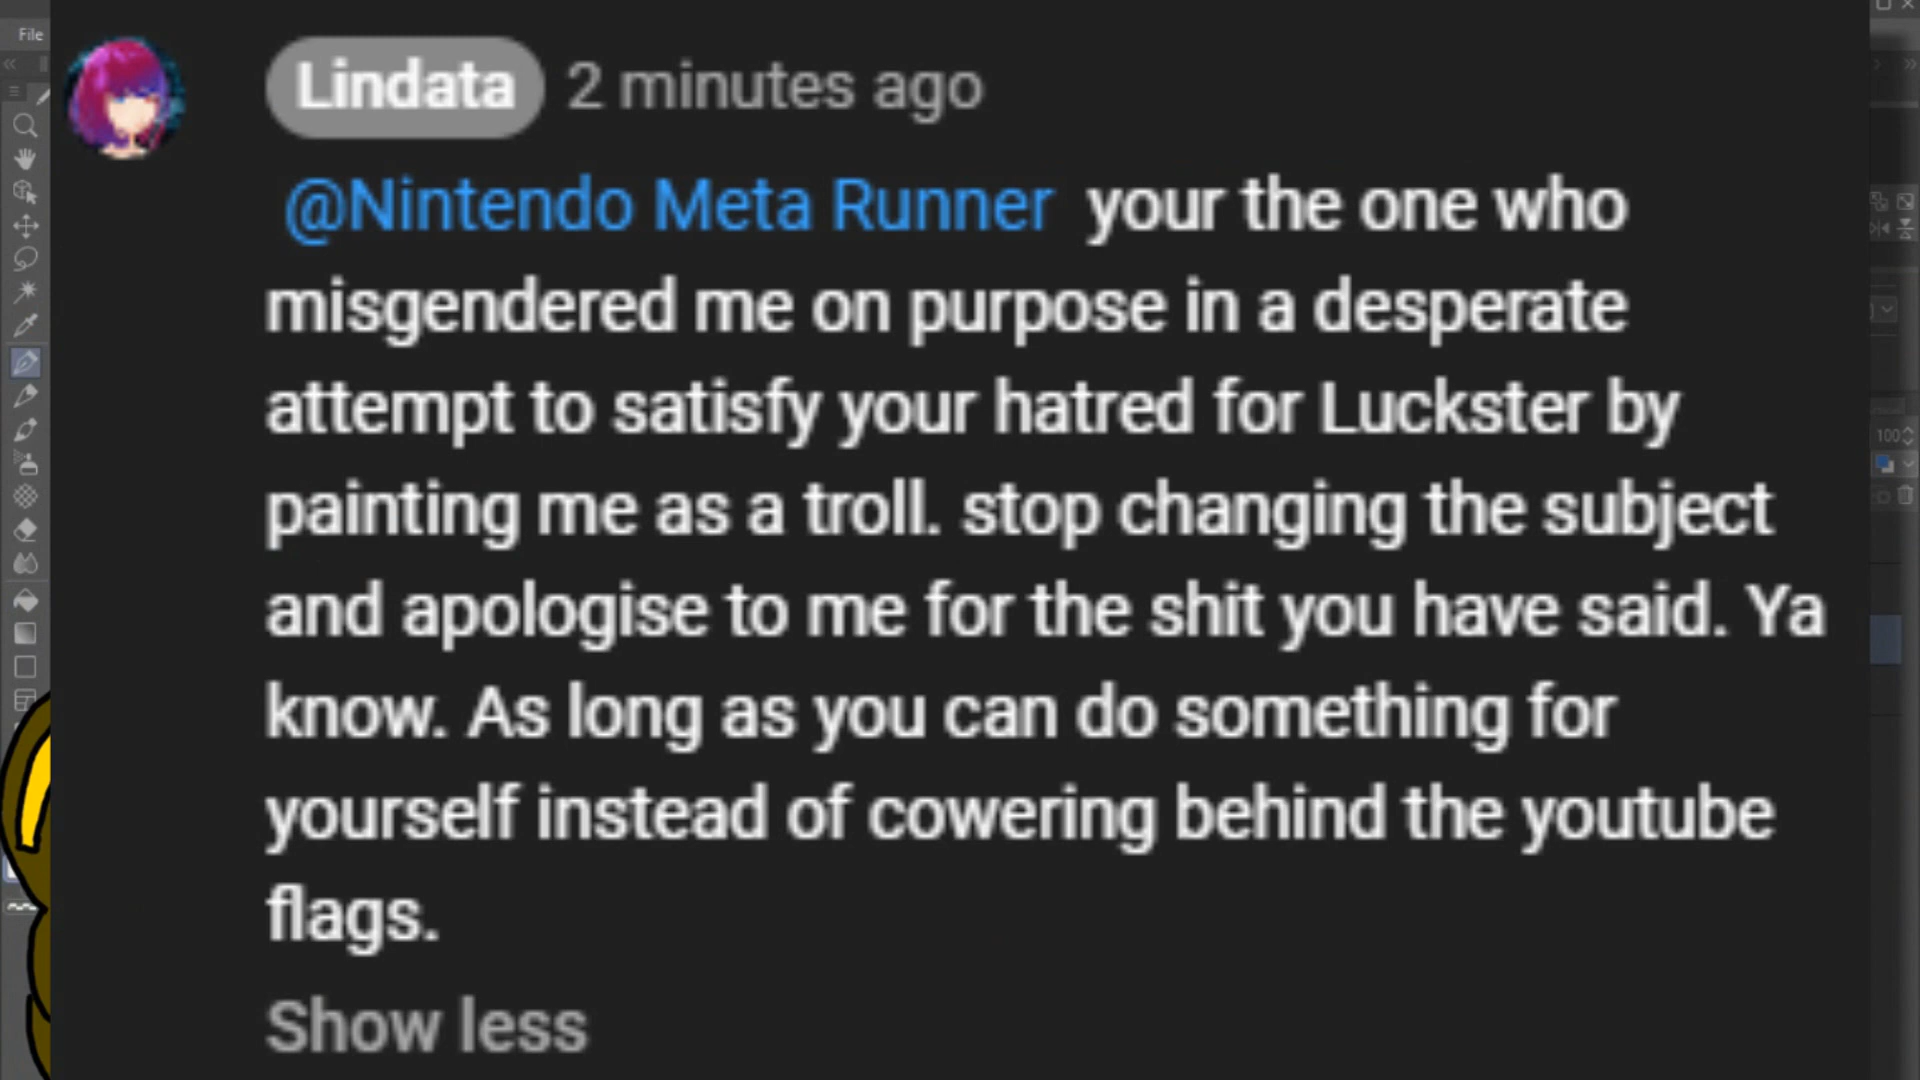 File
Lindata 2 minutes ago
@Nintendo Meta Runner your the one who
misgendered me on purpose in a desperate
attempt to satisfy your hatred for Luckster by
painting me as a troll. stop changing the subject
and apologise to me for the shit you have said. Ya
know. As long as you can do something for
yourself instead of cowering behind the youtube
flags.
Show less
100